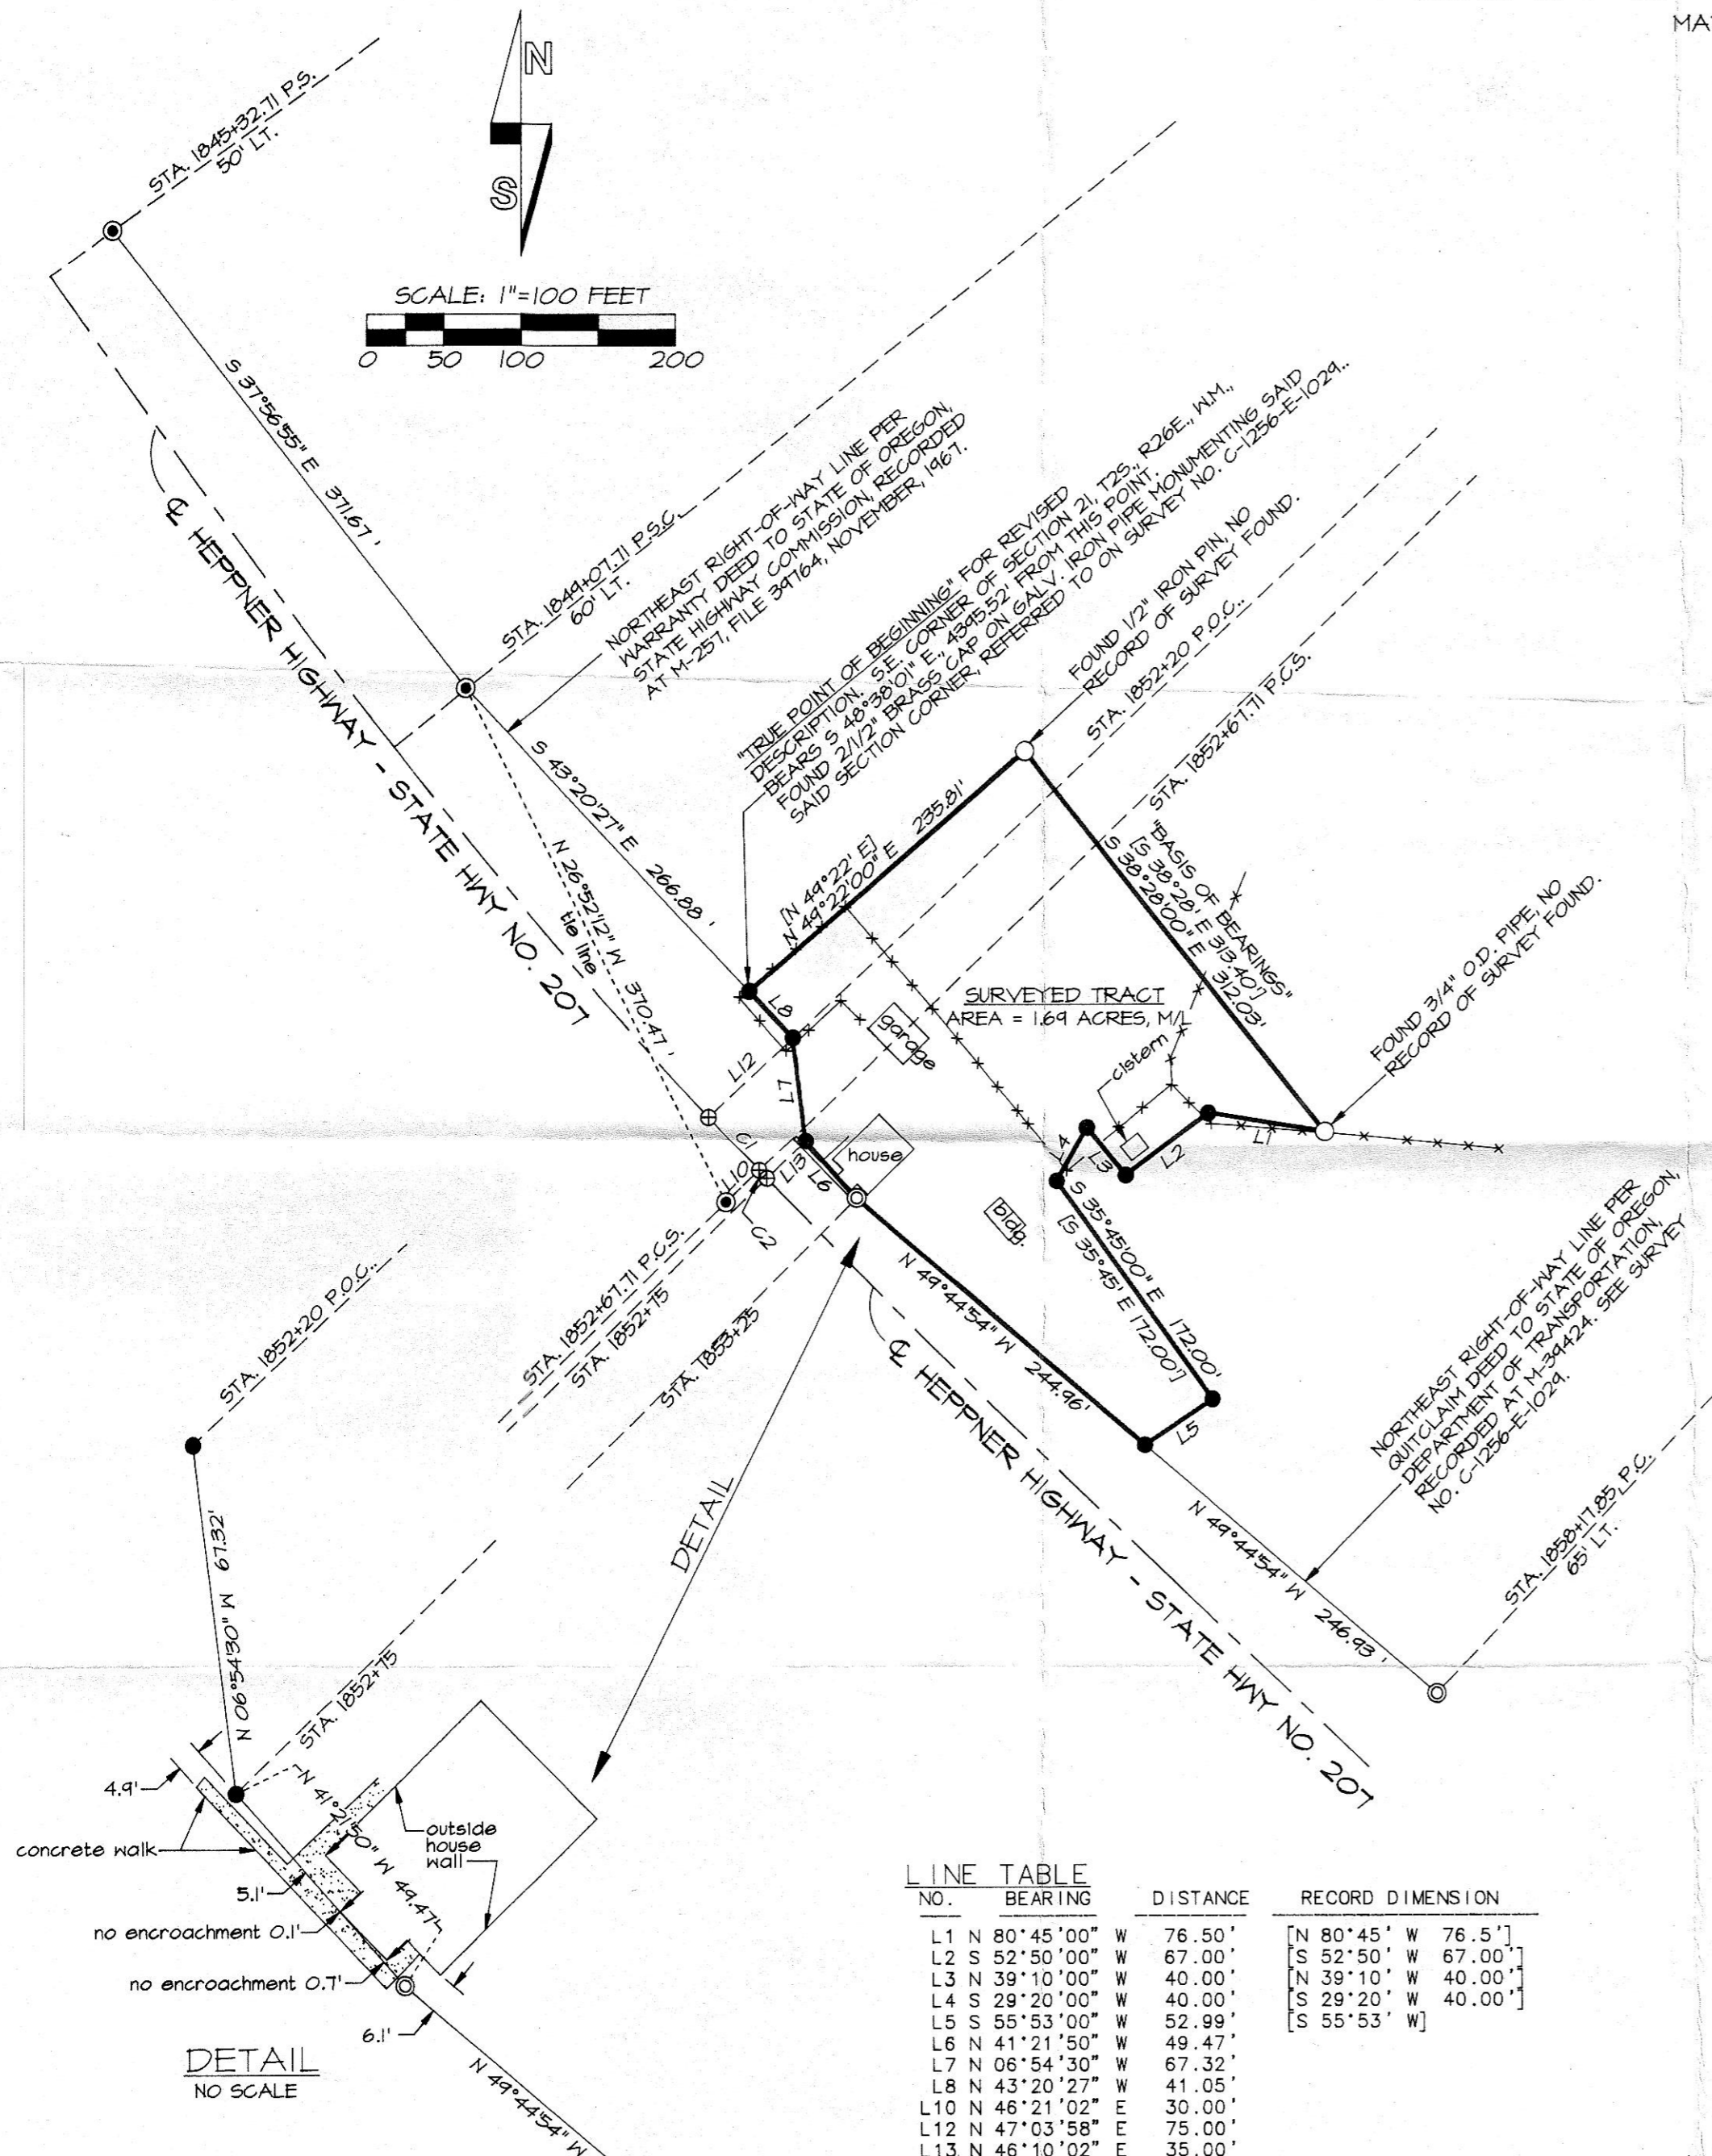 MA
N
S
SCALE: 1"=100 FEET
0 50 100 200
STA. 1845+32.71 P.S.
50' LT.
S 37°56'55" E 371.67'
℄ HEPPNER HIGHWAY - STATE HWY NO. 207
STA. 1849+07.71 P.S.C.
60' LT.
NORTHEAST RIGHT-OF-WAY LINE PER
WARRANTY DEED TO STATE OF OREGON,
STATE HIGHWAY COMMISSION, RECORDED
AT M-257, FILE 39764, NOVEMBER, 1967.
S 43°20'27" E 266.88'
N 26°52'12" W 370.47'
tie line
"TRUE POINT OF BEGINNING" FOR REVISED
DESCRIPTION. S.E. CORNER OF SECTION 21, T2S., R26E., W.M.,
BEARS S 48°38'01" E., 4395.52' FROM THIS POINT.
FOUND 2/1/2" BRASS CAP ON GALV. IRON PIPE MONUMENTING SAID
SAID SECTION CORNER, REFERRED TO ON SURVEY NO. C-1256-E-1029..
FOUND 1/2" IRON PIN, NO
RECORD OF SURVEY FOUND.
STA. 1852+20 P.O.C..
STA. 1852+67.71 P.C.S.
[N 49°22' E]
N 49°22'00" E 235.81'
"BASIS OF BEARINGS"
[S 38°28' E 313.40']
S 38°28'00" E 312.03'
FOUND 3/4" O.D. PIPE, NO
RECORD OF SURVEY FOUND.
SURVEYED TRACT
AREA = 1.69 ACRES, M/L
garage
cistern
house
bldg.
L8
L12
L7
C1
L10
L13
L6
C2
L4
L3
L2
L1
S 35°45'00" E 172.00'
[S 35°45' E 172.00']
N 49°44'54" W 244.96'
L5
STA. 1852+67.71 P.C.S.
STA. 1852+75
STA. 1853+25
℄ HEPPNER HIGHWAY - STATE HWY NO. 207
NORTHEAST RIGHT-OF-WAY LINE PER
QUITCLAIM DEED TO STATE OF OREGON,
DEPARTMENT OF TRANSPORTATION,
RECORDED AT M-39424. SEE SURVEY
NO. C-1256-E-1029.
N 49°44'54" W 246.93'
STA. 1858+17.85 P.C.
65' LT.
DETAIL
STA. 1852+20 P.O.C..
N 06°54'30" W 67.32'
STA. 1852+75
4.9'
concrete walk
N 41°21'50" W 49.47'
outside
house
wall
5.1'
no encroachment 0.1'
no encroachment 0.7'
6.1'
N 49°44'54" W
DETAIL
NO SCALE
LINE TABLE
NO. BEARING DISTANCE RECORD DIMENSION
L1 N 80°45'00" W 76.50' [N 80°45' W 76.5']
L2 S 52°50'00" W 67.00' [S 52°50' W 67.00']
L3 N 39°10'00" W 40.00' [N 39°10' W 40.00']
L4 S 29°20'00" W 40.00' [S 29°20' W 40.00']
L5 S 55°53'00" W 52.99' [S 55°53' W]
L6 N 41°21'50" W 49.47'
L7 N 06°54'30" W 67.32'
L8 N 43°20'27" W 41.05'
L10 N 46°21'02" E 30.00'
L12 N 47°03'58" E 75.00'
L13 N 46°10'02" E 35.00'